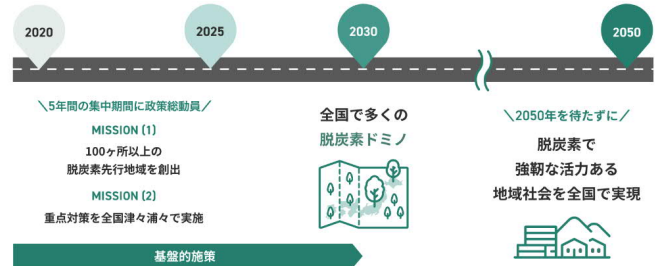 2020
2025
2030
2050
＼5年間の集中期間に政策総動員／
MISSION (1)
100ヶ所以上の
脱炭素先行地域を創出
MISSION (2)
重点対策を全国津々浦々で実施
全国で多くの
脱炭素ドミノ
＼2050年を待たずに／
脱炭素で
強靭な活力ある
地域社会を全国で実現
基盤的施策